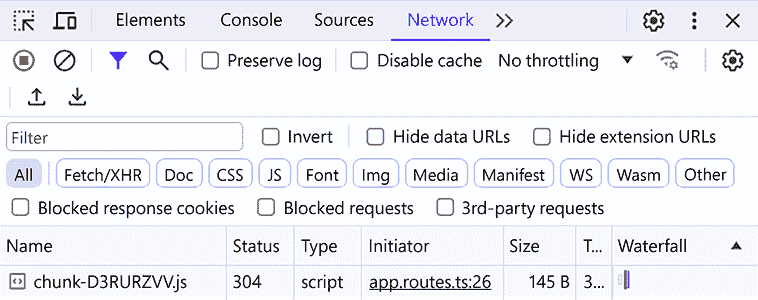 Elements Console Sources Network
Preserve log Disable cache No throttling
Filter Invert Hide data URLs Hide extension URLs
All Fetch/XHR Doc CSS JS Font Img Media Manifest WS Wasm Other
Blocked response cookies Blocked requests 3rd-party requests
Name Status Type Initiator Size T... Waterfall
chunk-D3RURZVV.js 304 script app.routes.ts:26 145 B 3...